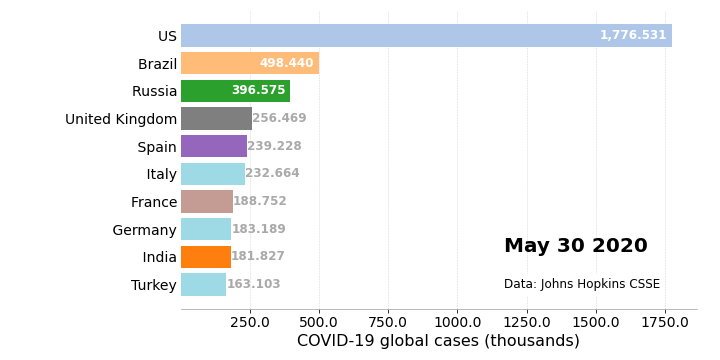 US 1,776.531
Brazil 498.440
Russia 396.575
United Kingdom 256.469
Spain 239.228
Italy 232.664
France 188.752
Germany 183.189
India 181.827
Turkey 163.103
May 30 2020
Data: Johns Hopkins CSSE
250.0 500.0 750.0 1000.0 1250.0 1500.0 1750.0
COVID-19 global cases (thousands)